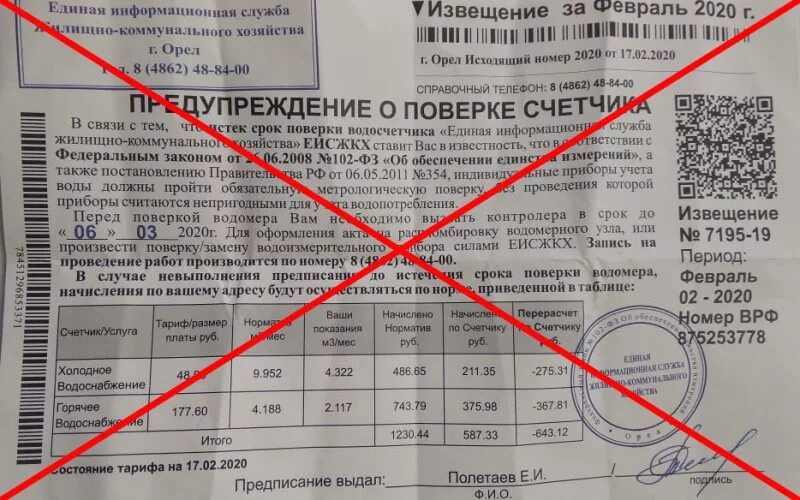 Единая информационная служба
Жилищно-коммунального хозяйства
г. Орел
Тел. 8 (4862) 48-84-00
▼Извещение за Февраль 2020 г.
г. Орел Исходящий номер 2020 от 17.02.2020
СПРАВОЧНЫЙ ТЕЛЕФОН: 8 (4862) 48-84-00
ПРЕДУПРЕЖДЕНИЕ О ПОВЕРКЕ СЧЕТЧИКА
В связи с тем, что истек срок поверки водосчетчика «Единая информационная служба
жилищно-коммунального хозяйства» ЕИСЖКХ ставит Вас в известность, что в соответствии с
Федеральным законом от 26.06.2008 №102-ФЗ «Об обеспечении единства измерений», а
также постановлению Правительства РФ от 06.05.2011 №354, индивидуальные приборы учета
воды должны пройти обязательную метрологическую поверку, без проведения которой
приборы считаются непригодными для учета водопотребления.
Перед поверкой водомера Вам необходимо вызвать контролера в срок до
« 06 » 03 2020г. Для оформления акта на распломбировку водомерного узла, или
произвести поверку/замену водоизмерительного прибора силами ЕИСЖКХ. Запись на
проведение работ производится по номеру 8 (4862) 48-84-00.
В случае невыполнения предписания до истечения срока поверки водомера,
начисления по вашему адресу будут осуществляться по норме, приведенной в таблице:
Извещение
№ 7195-19
Период:
Февраль
02 - 2020
Номер ВРФ
875253778
7845129683371
Счетчик/Услуга Тариф/размер платы руб. Норматив м3/мес Ваши показания м3/мес Начислено Норматив руб. Начислено по Счетчику руб. Перерасчет по Счетчику руб.
Холодное Водоснабжение 9.952 4.322 486.65 211.35 -275.31
Горячее Водоснабжение 177.60 4.188 2.117 743.79 375.98 -367.81
Итого 1230.44 587.33 -643.12
ЕДИНАЯ
ИНФОРМАЦИОННАЯ СЛУЖБА
ЖИЛИЩНО-КОММУНАЛЬНОГО
ХОЗЯЙСТВА
Орел
Состояние тарифа на 17.02.2020
Предписание выдал: Полетаев Е.И.
Ф.И.О.
подпись